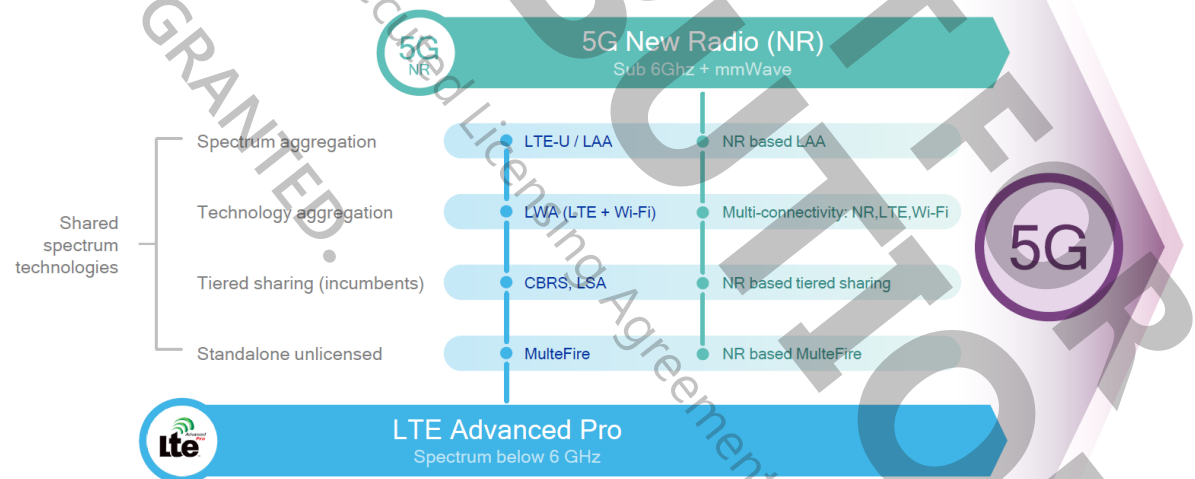 GRANTED.
cuted Licensing Agreement
5G
NR
5G New Radio (NR)
Sub 6Ghz + mmWave
Spectrum aggregation
LTE-U / LAA
NR based LAA
Technology aggregation
LWA (LTE + Wi-Fi)
Multi-connectivity: NR,LTE,Wi-Fi
Shared
spectrum
technologies
5G
Tiered sharing (incumbents)
CBRS, LSA
NR based tiered sharing
Standalone unlicensed
MulteFire
NR based MulteFire
Lte
Advanced
Pro
LTE Advanced Pro
Spectrum below 6 GHz